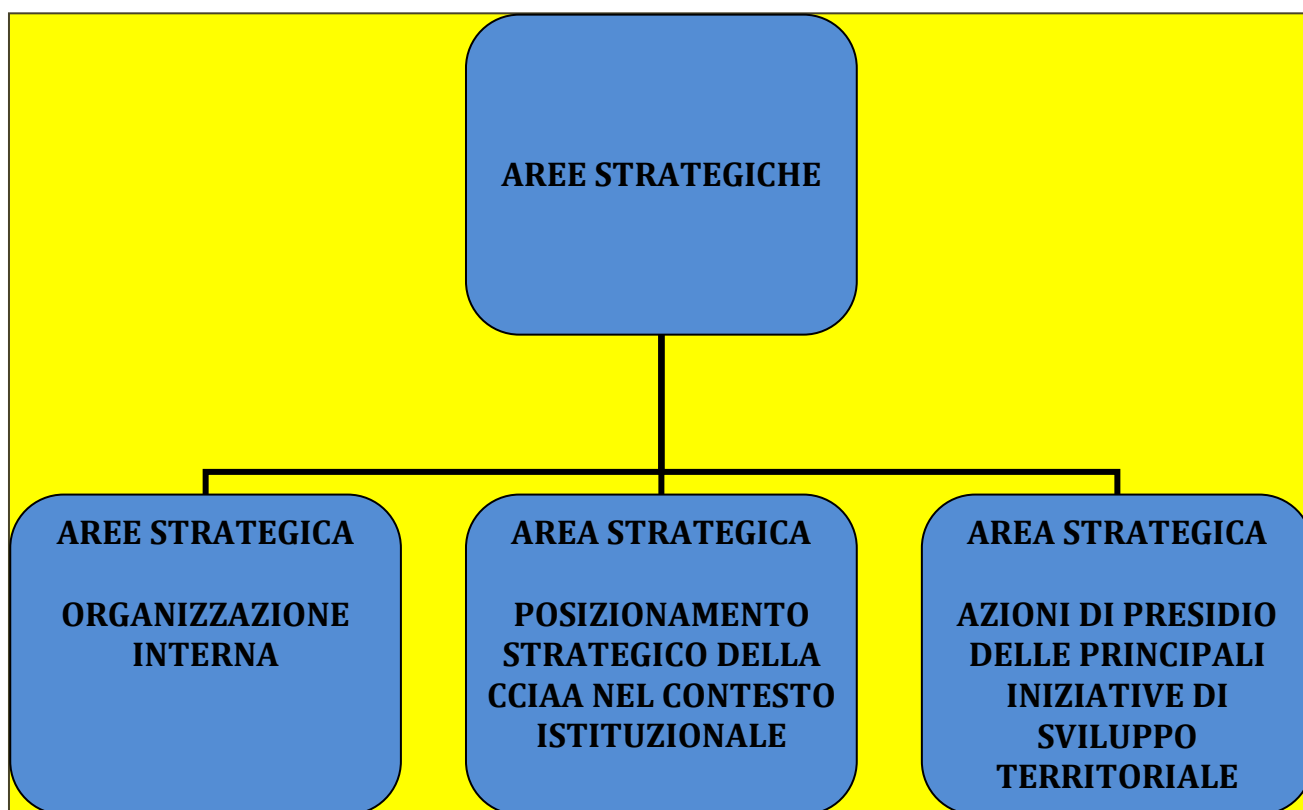 AREE STRATEGICHE
AREE STRATEGICA
ORGANIZZAZIONE
INTERNA
AREA STRATEGICA
POSIZIONAMENTO
STRATEGICO DELLA
CCIAA NEL CONTESTO
ISTITUZIONALE
AREA STRATEGICA
AZIONI DI PRESIDIO
DELLE PRINCIPALI
INIZIATIVE DI
SVILUPPO
TERRITORIALE